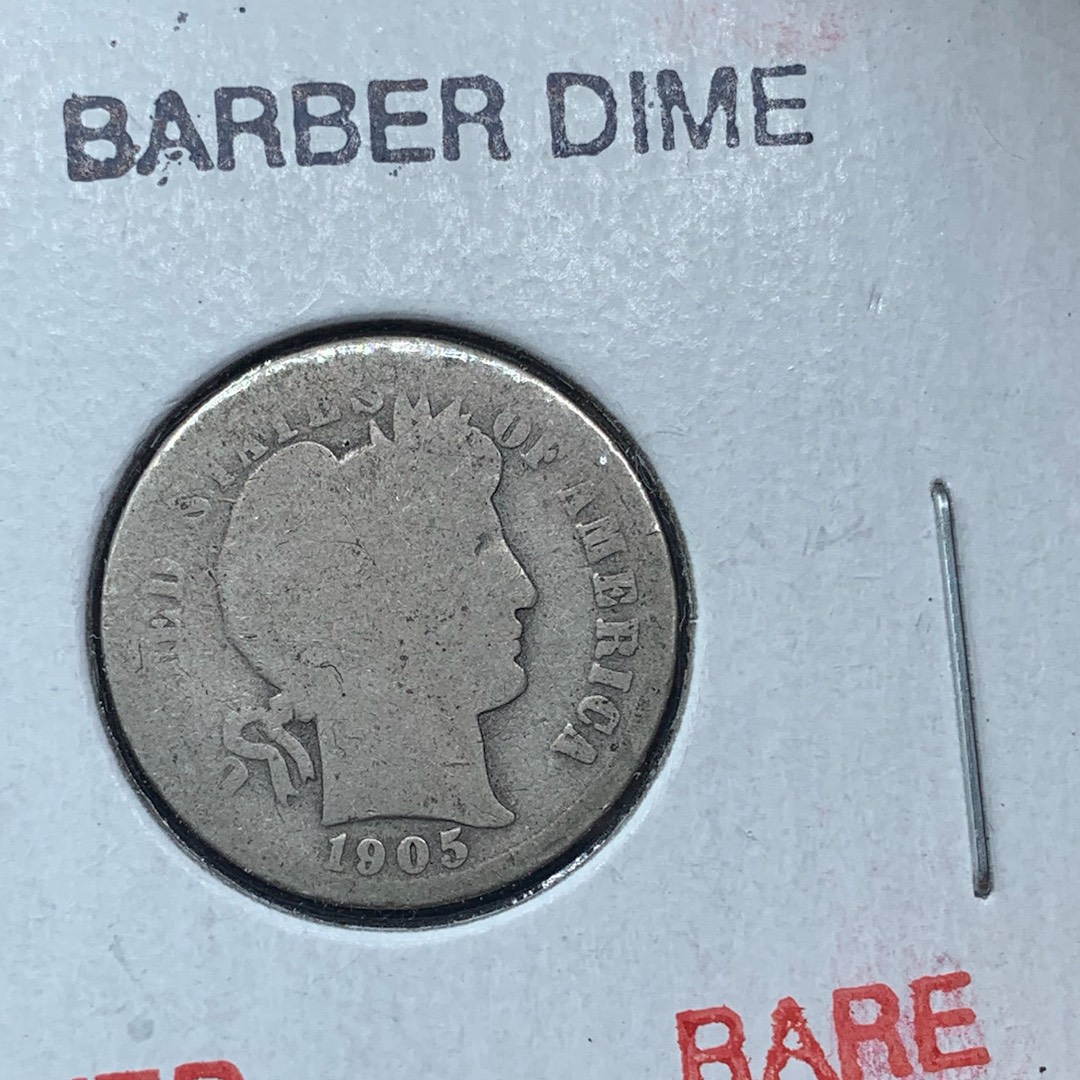 BARBER DIME
STATES OF AMERICA
1905
RARE